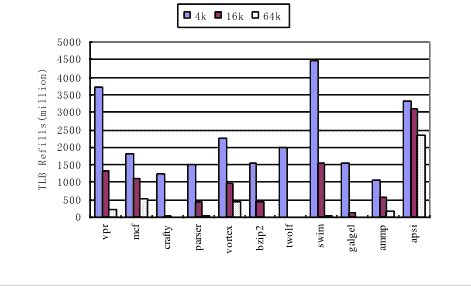 4k 16k 64k
TLB Refills(million)
5000
4500
4000
3500
3000
2500
2000
1500
1000
500
0
vpr
mcf
crafty
parser
vortex
bzip2
twolf
swim
galgel
ammp
apsi